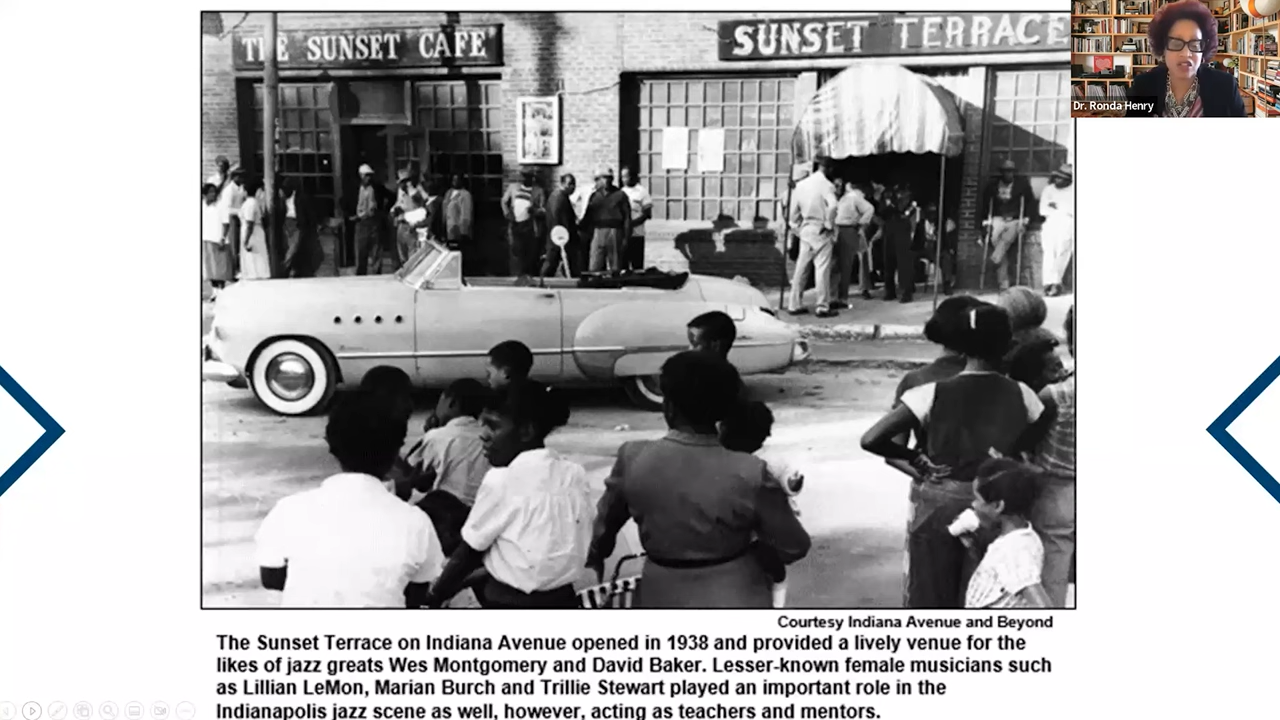 THE SUNSET CAFE
SUNSET TERRACE
Dr. Ronda Henry
Courtesy Indiana Avenue and Beyond
The Sunset Terrace on Indiana Avenue opened in 1938 and provided a lively venue for the
likes of jazz greats Wes Montgomery and David Baker. Lesser-known female musicians such
as Lillian LeMon, Marian Burch and Trillie Stewart played an important role in the
Indianapolis jazz scene as well, however, acting as teachers and mentors.